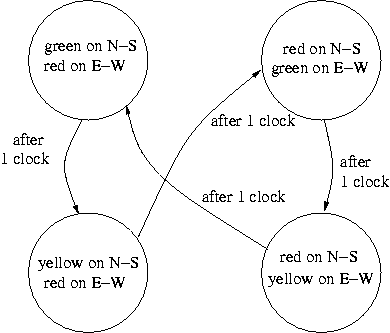 green on N–S
red on E–W
red on N–S
green on E–W
after
1 clock
after 1 clock
after
1 clock
after 1 clock
yellow on N–S
red on E–W
red on N–S
yellow on E–W